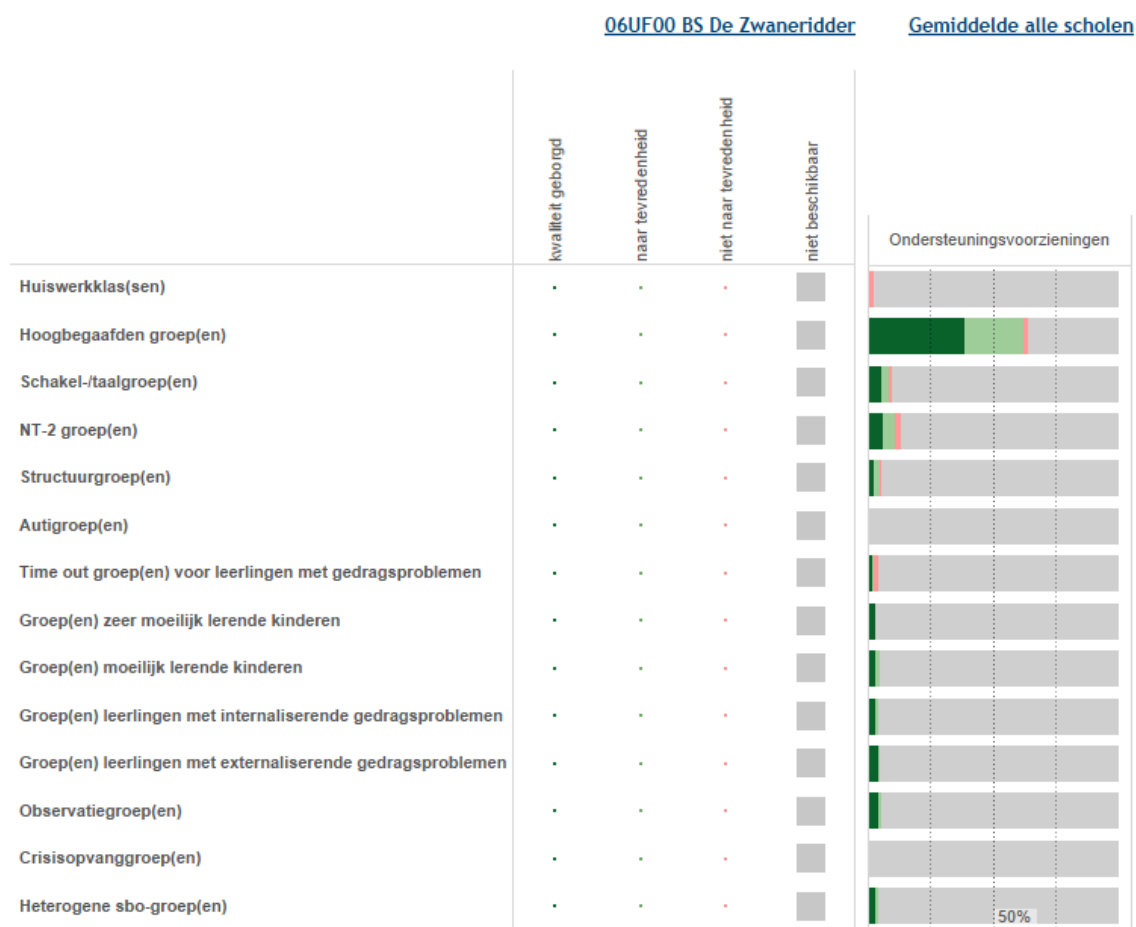 06UF00 BS De Zwaneridder
Gemiddelde alle scholen
kwaliteit geborgd
naar tevredenheid
niet naar tevredenheid
niet beschikbaar
Ondersteuningsvoorzieningen
Huiswerkklas(sen)
Hoogbegaafden groep(en)
Schakel-/taalgroep(en)
NT-2 groep(en)
Structuurgroep(en)
Autigroep(en)
Time out groep(en) voor leerlingen met gedragsproblemen
Groep(en) zeer moeilijk lerende kinderen
Groep(en) moeilijk lerende kinderen
Groep(en) leerlingen met internaliserende gedragsproblemen
Groep(en) leerlingen met externaliserende gedragsproblemen
Observatiegroep(en)
Crisisopvanggroep(en)
Heterogene sbo-groep(en)
50%